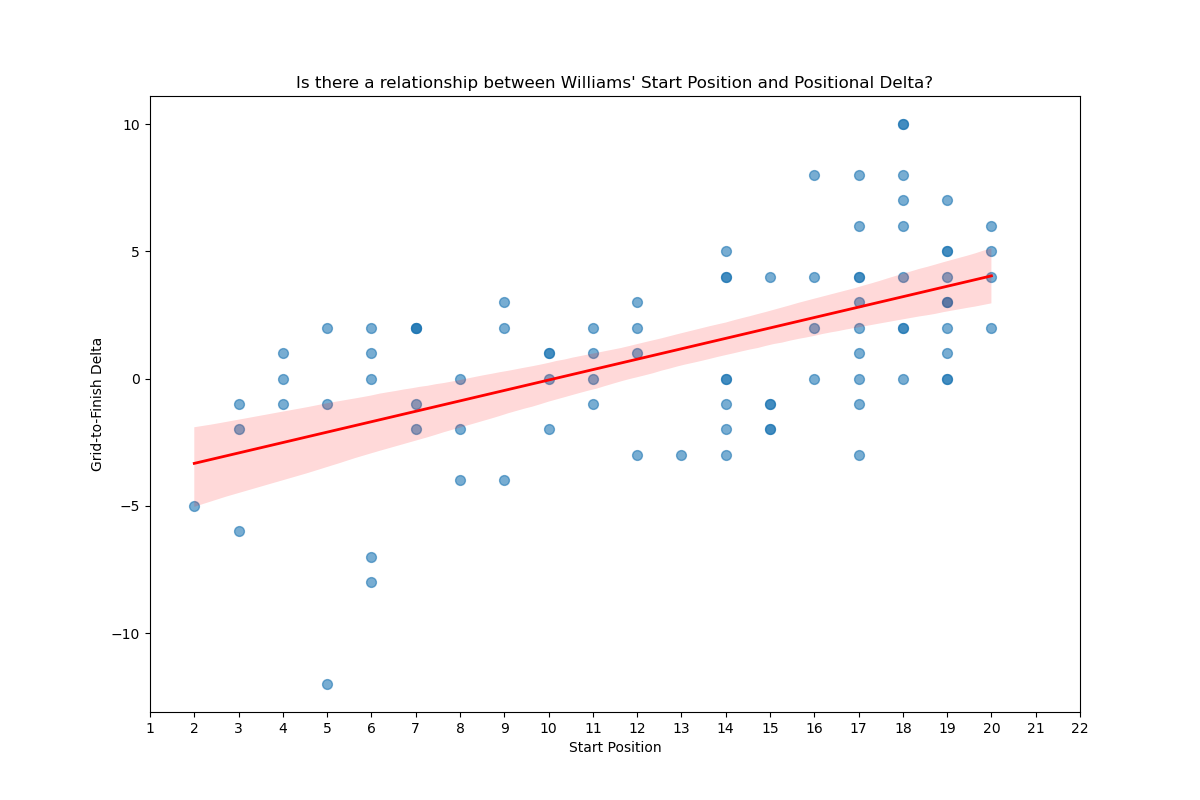 Is there a relationship between Williams' Start Position and Positional Delta?
10
5
0
−5
−10
Grid-to-Finish Delta
1 2 3 4 5 6 7 8 9 10 11 12 13 14 15 16 17 18 19 20 21 22
Start Position